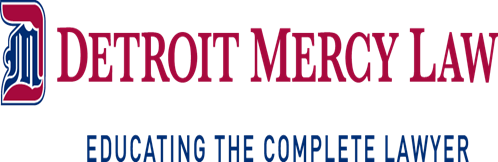 DETROIT MERCY LAW
EDUCATING THE COMPLETE LAWYER